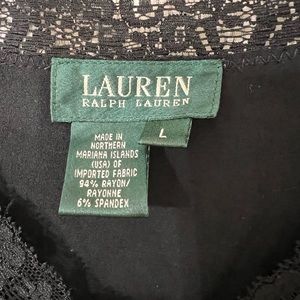 LAUREN
RALPH LAUREN
L
MADE IN
NORTHERN
MARIANA ISLANDS
(USA) OF
IMPORTED FABRIC
94% RAYON/
RAYONNE
6% SPANDEX